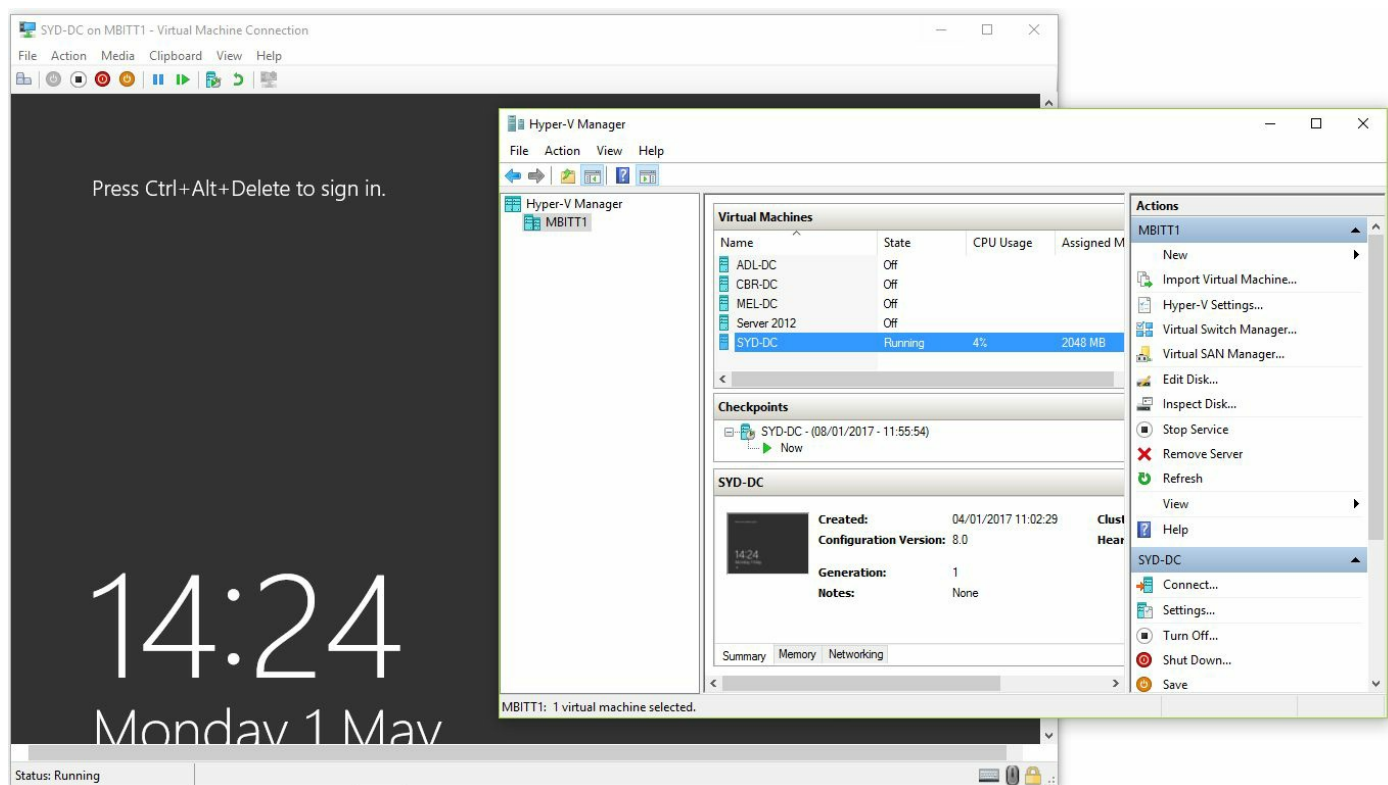 SYD-DC on MBITT1 - Virtual Machine Connection
File Action Media Clipboard View Help
Press Ctrl+Alt+Delete to sign in.
14:24
Monday 1 May
Status: Running
Hyper-V Manager
File Action View Help
Hyper-V Manager
MBITT1
Virtual Machines
Name State CPU Usage Assigned M
ADL-DC Off
CBR-DC Off
MEL-DC Off
Server 2012 Off
SYD-DC Running 4% 2048 MB
Checkpoints
SYD-DC - (08/01/2017 - 11:55:54)
Now
SYD-DC
14:24
Created: 04/01/2017 11:02:29 Clust
Configuration Version: 8.0 Hear
Generation: 1
Notes: None
Summary Memory Networking
Actions
MBITT1
New
Import Virtual Machine...
Hyper-V Settings...
Virtual Switch Manager...
Virtual SAN Manager...
Edit Disk...
Inspect Disk...
Stop Service
Remove Server
Refresh
View
Help
SYD-DC
Connect...
Settings...
Turn Off...
Shut Down...
Save
MBITT1: 1 virtual machine selected.